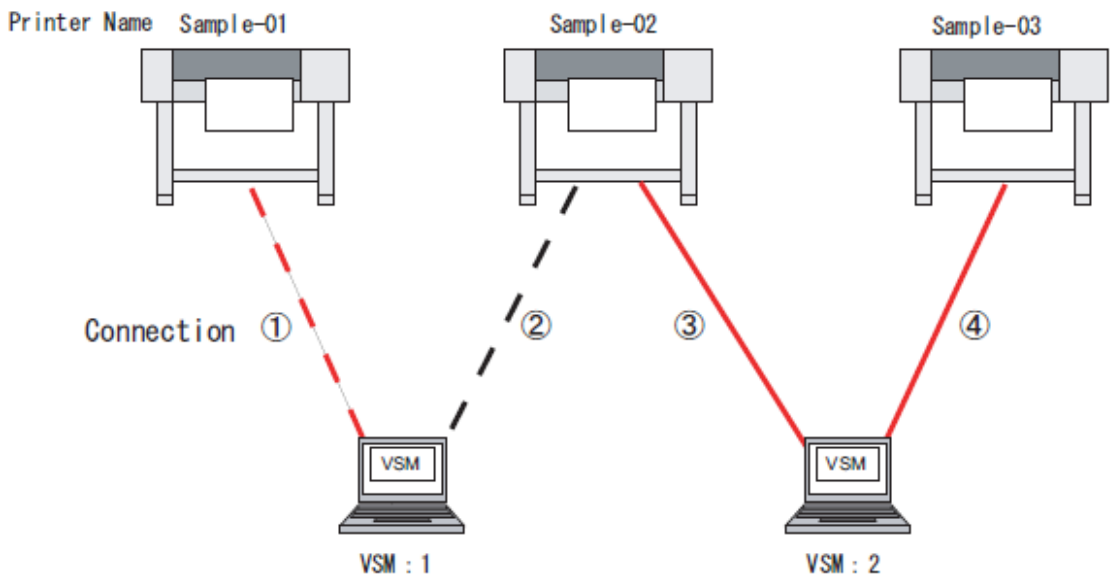 Printer Name Sample-01 Sample-02 Sample-03
Connection ① ② ③ ④
VSM VSM
VSM : 1 VSM : 2